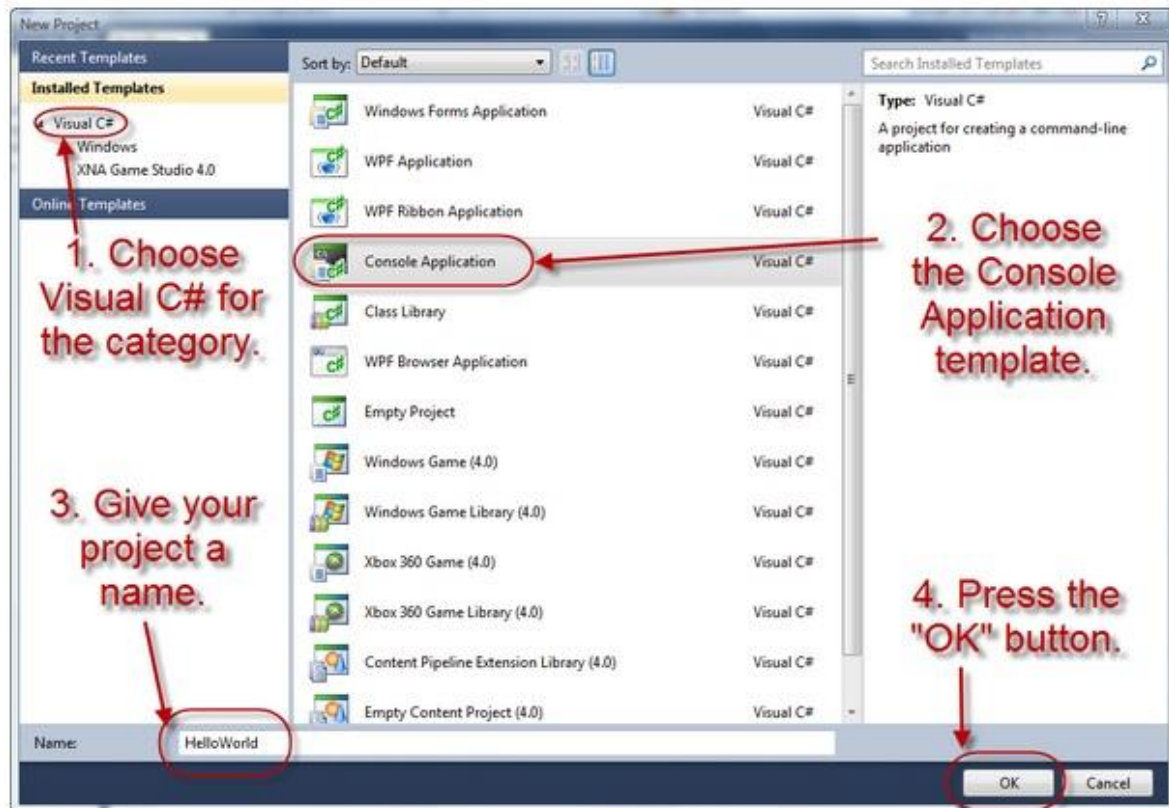 New Project
Recent Templates
Installed Templates
Visual C#
Windows
XNA Game Studio 4.0
Online Templates
1. Choose
Visual C# for
the category.
3. Give your
project a
name.
Sort by: Default
Windows Forms Application Visual C#
WPF Application Visual C#
WPF Ribbon Application Visual C#
Console Application Visual C#
Class Library Visual C#
WPF Browser Application Visual C#
Empty Project Visual C#
Windows Game (4.0) Visual C#
Windows Game Library (4.0) Visual C#
Xbox 360 Game (4.0) Visual C#
Xbox 360 Game Library (4.0) Visual C#
Content Pipeline Extension Library (4.0) Visual C#
Empty Content Project (4.0) Visual C#
Search Installed Templates
Type: Visual C#
A project for creating a command-line
application
2. Choose
the Console
Application
template.
4. Press the
"OK" button.
Name: HelloWorld
OK Cancel